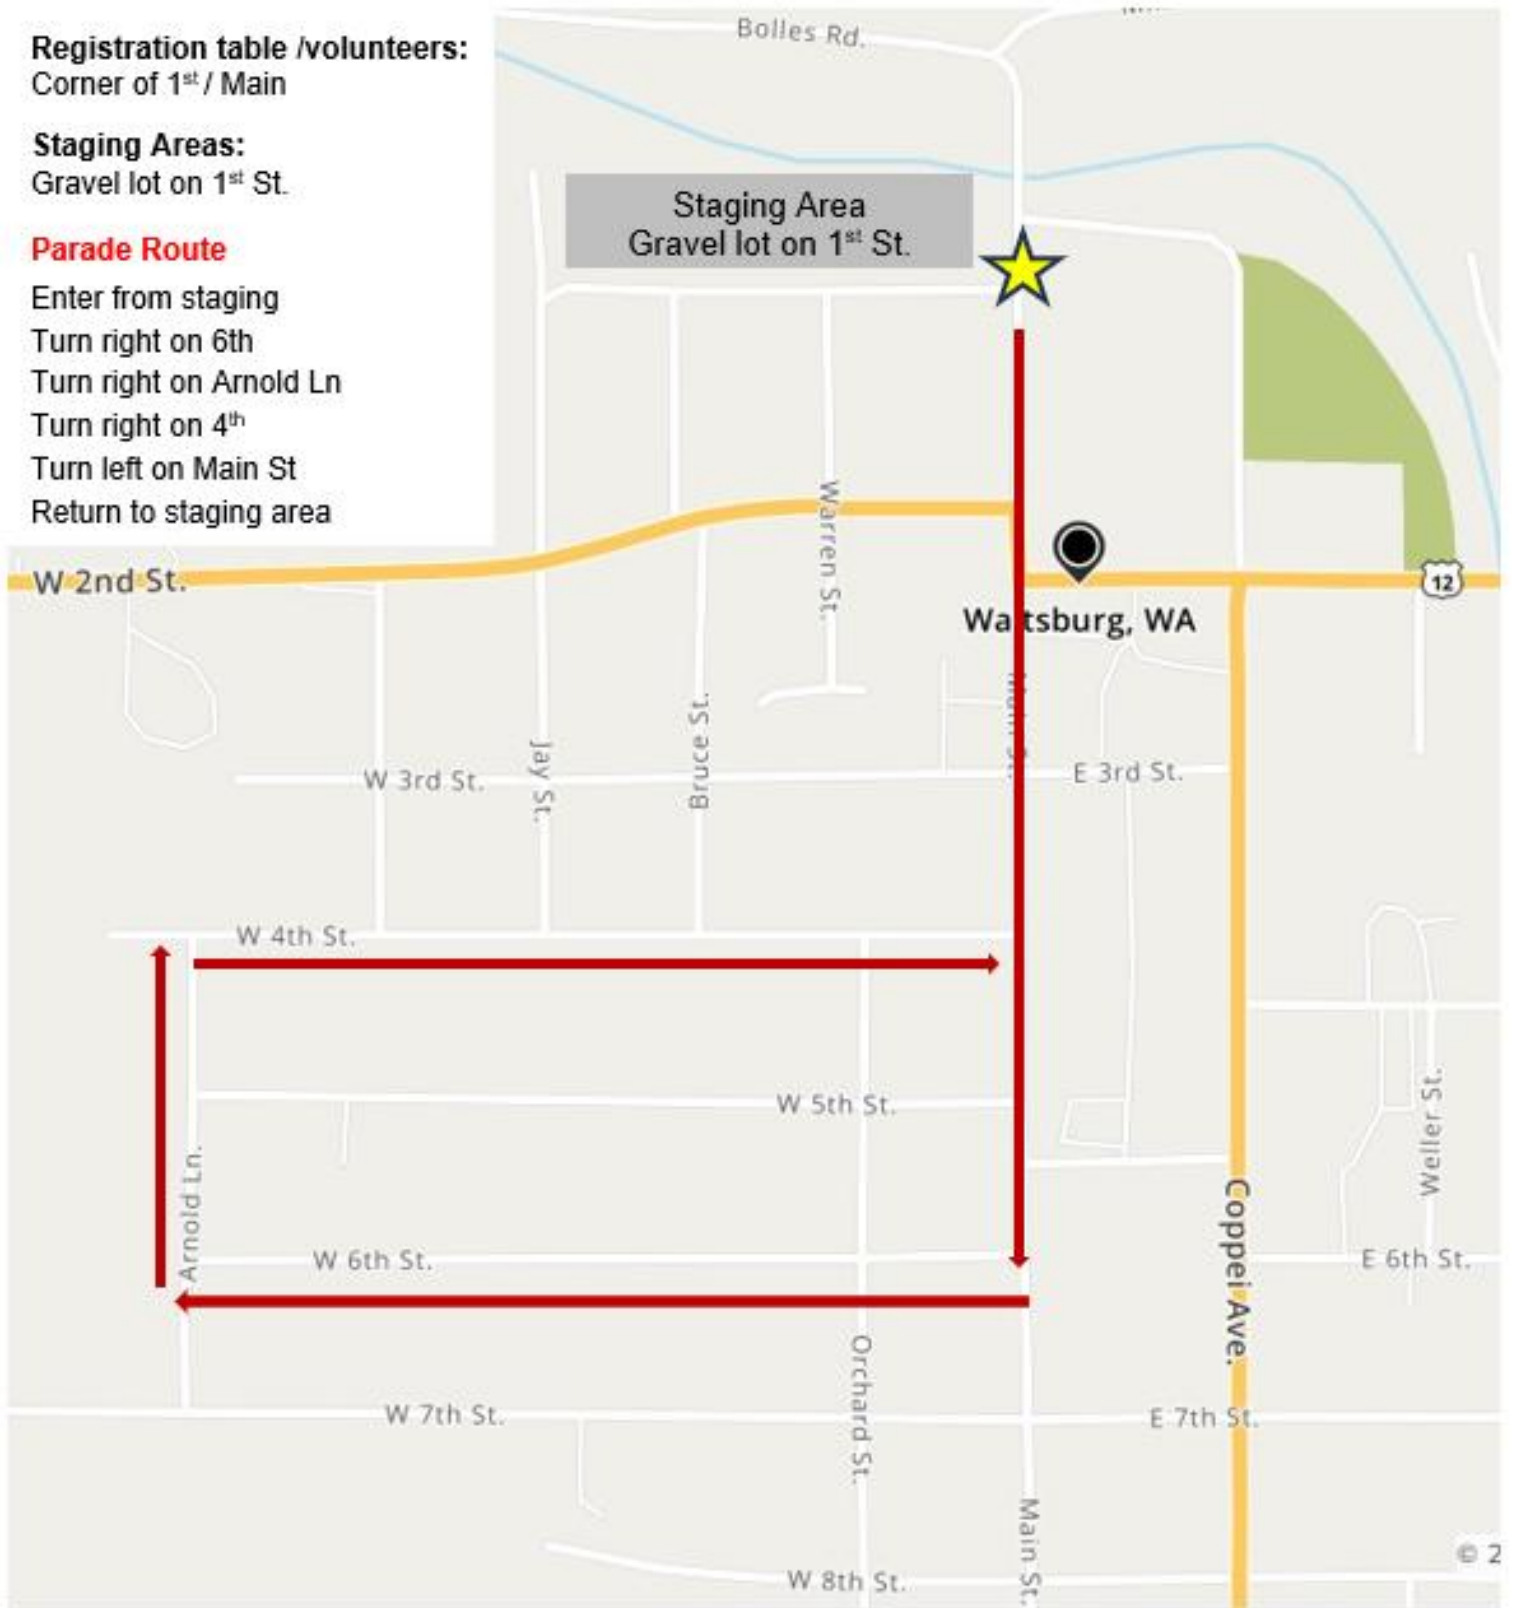 Registration table /volunteers:
Corner of 1st / Main
Staging Areas:
Gravel lot on 1st St.
Parade Route
Enter from staging
Turn right on 6th
Turn right on Arnold Ln
Turn right on 4th
Turn left on Main St
Return to staging area
Bolles Rd.
Staging Area
Gravel lot on 1st St.
Warren St.
W 2nd St.
12
Waitsburg, WA
Main St.
Bruce St.
Jay St.
W 3rd St.
E 3rd St.
W 4th St.
W 5th St.
Weller St.
Arnold Ln.
Coppei Ave.
W 6th St.
E 6th St.
Orchard St.
W 7th St.
E 7th St.
Main St.
W 8th St.
© 2